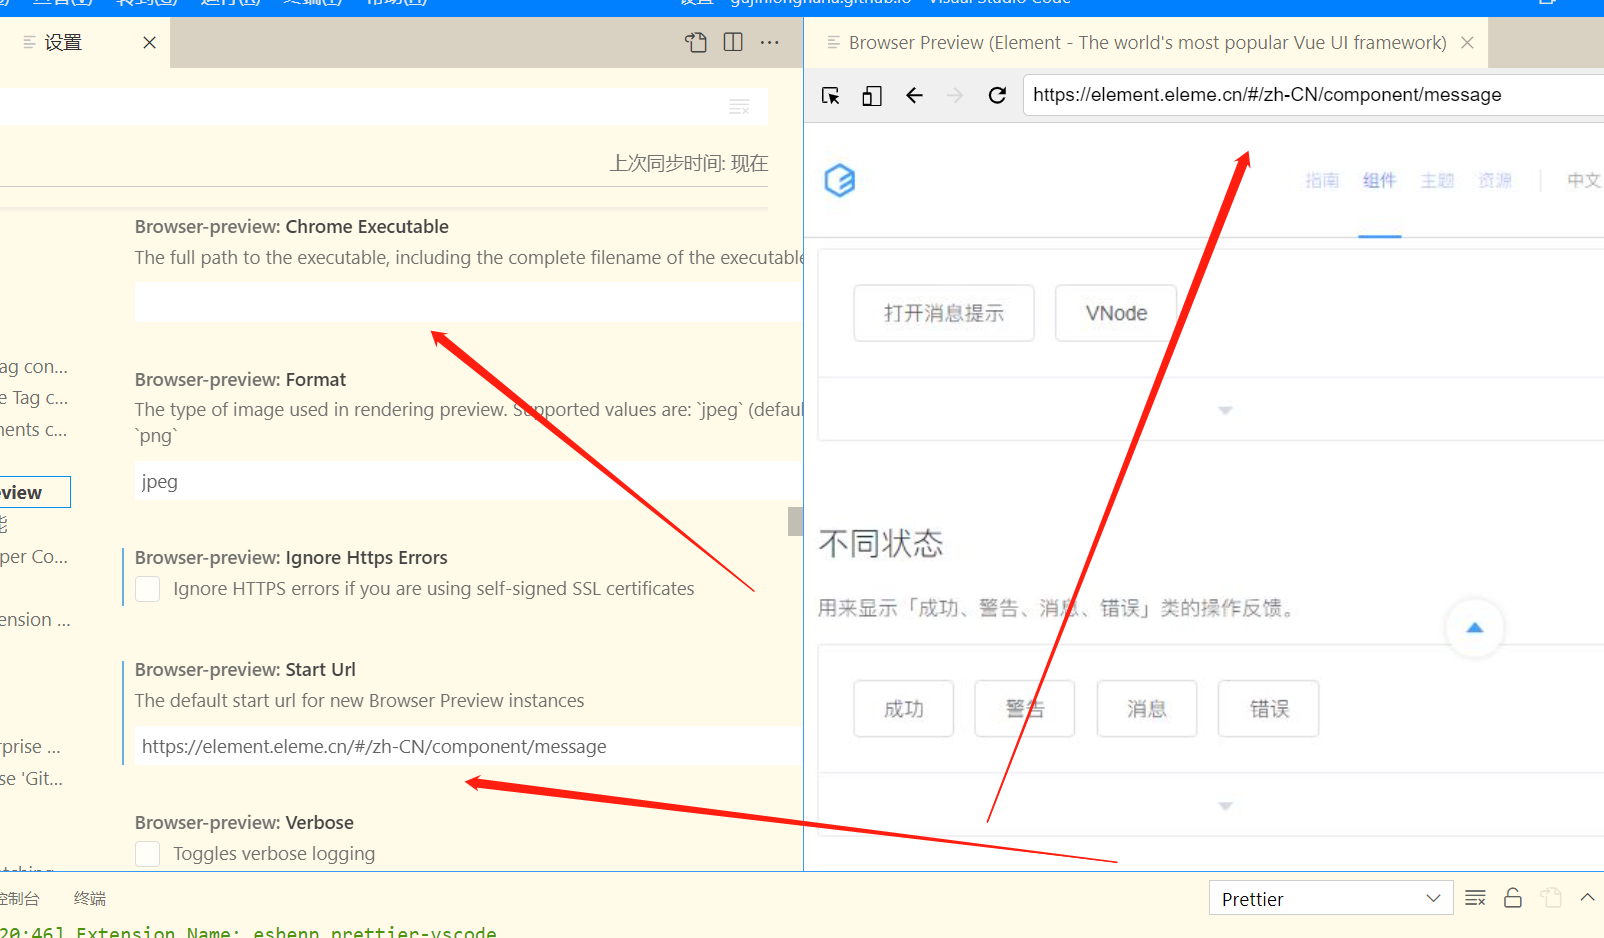 设置
Browser Preview (Element - The world's most popular Vue UI framework)
https://element.eleme.cn/#/zh-CN/component/message
上次同步时间: 现在
指南 组件 主题 资源 中文
Browser-preview: Chrome Executable
The full path to the executable, including the complete filename of the executable
打开消息提示 VNode
ag con...
e Tag c...
nents c...
view
能
per Co...
ension ...
rprise ...
se 'Git...
Browser-preview: Format
The type of image used in rendering preview. Supported values are: `jpeg` (defau
`png`
jpeg
Browser-preview: Ignore Https Errors
Ignore HTTPS errors if you are using self-signed SSL certificates
Browser-preview: Start Url
The default start url for new Browser Preview instances
https://element.eleme.cn/#/zh-CN/component/message
Browser-preview: Verbose
Toggles verbose logging
不同状态
用来显示「成功、警告、消息、错误」类的操作反馈。
成功 警告 消息 错误
控制台 终端
Prettier
20:46] Extension Name: esbenp.prettier-vscode